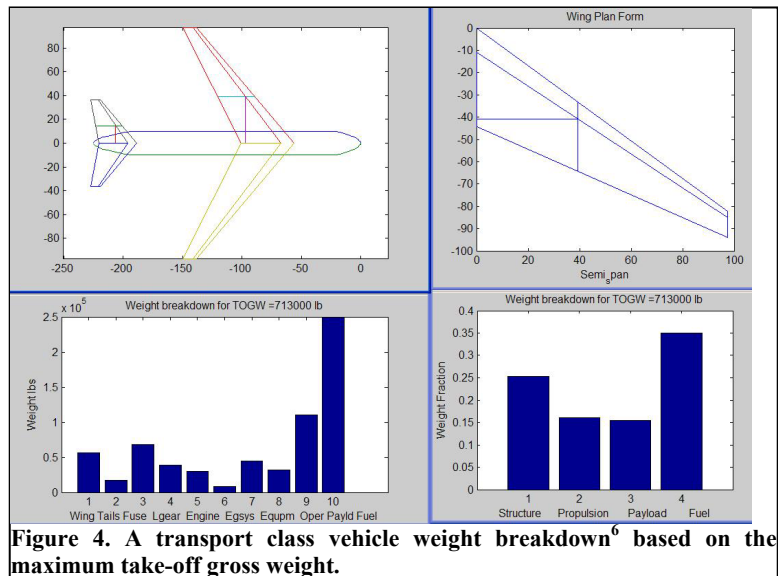 80
60
40
20
0
-20
-40
-60
-80
-250 -200 -150 -100 -50 0
Wing Plan Form
0
-10
-20
-30
-40
-50
-60
-70
-80
-90
-100
0 20 40 60 80 100
Semi_span
x 10^5
Weight breakdown for TOGW =713000 lb
2.5
2
1.5
1
0.5
0
Weight lbs
1 2 3 4 5 6 7 8 9 10
Wing Tails Fuse Lgear Engine Egsys Equpm Oper Payld Fuel
Weight breakdown for TOGW =713000 lb
0.4
0.35
0.3
0.25
0.2
0.15
0.1
0.05
0
Weight Fraction
1 2 3 4
Structure Propulsion Payload Fuel
Figure 4. A transport class vehicle weight breakdown6 based on the
maximum take-off gross weight.